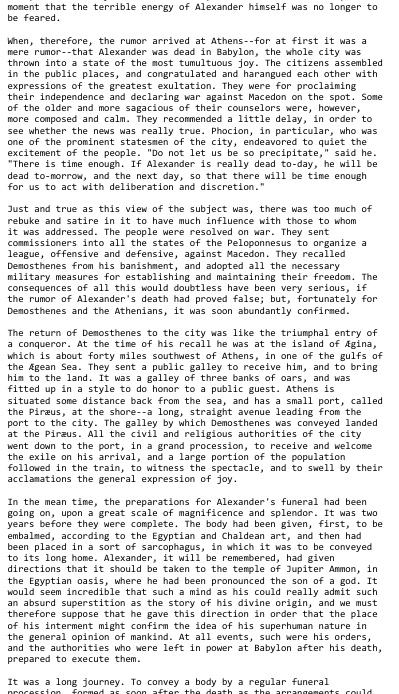 moment that the terrible energy of Alexander himself was no longer to
be feared.

When, therefore, the rumor arrived at Athens--for at first it was a
mere rumor--that Alexander was dead in Babylon, the whole city was
thrown into a state of the most tumultuous joy. The citizens assembled
in the public places, and congratulated and harangued each other with
expressions of the greatest exultation. They were for proclaiming
their independence and declaring war against Macedon on the spot. Some
of the older and more sagacious of their counselors were, however,
more composed and calm. They recommended a little delay, in order to
see whether the news was really true. Phocion, in particular, who was
one of the prominent statesmen of the city, endeavored to quiet the
excitement of the people. "Do not let us be so precipitate," said he.
"There is time enough. If Alexander is really dead to-day, he will be
dead to-morrow, and the next day, so that there will be time enough
for us to act with deliberation and discretion."

Just and true as this view of the subject was, there was too much of
rebuke and satire in it to have much influence with those to whom
it was addressed. The people were resolved on war. They sent
commissioners into all the states of the Peloponnesus to organize a
league, offensive and defensive, against Macedon. They recalled
Demosthenes from his banishment, and adopted all the necessary
military measures for establishing and maintaining their freedom. The
consequences of all this would doubtless have been very serious, if
the rumor of Alexander's death had proved false; but, fortunately for
Demosthenes and the Athenians, it was soon abundantly confirmed.

The return of Demosthenes to the city was like the triumphal entry of
a conqueror. At the time of his recall he was at the island of Ægina,
which is about forty miles southwest of Athens, in one of the gulfs of
the Ægean Sea. They sent a public galley to receive him, and to bring
him to the land. It was a galley of three banks of oars, and was
fitted up in a style to do honor to a public guest. Athens is
situated some distance back from the sea, and has a small port, called
the Piræus, at the shore--a long, straight avenue leading from the
port to the city. The galley by which Demosthenes was conveyed landed
at the Piræus. All the civil and religious authorities of the city
went down to the port, in a grand procession, to receive and welcome
the exile on his arrival, and a large portion of the population
followed in the train, to witness the spectacle, and to swell by their
acclamations the general expression of joy.

In the mean time, the preparations for Alexander's funeral had been
going on, upon a great scale of magnificence and splendor. It was two
years before they were complete. The body had been given, first, to be
embalmed, according to the Egyptian and Chaldean art, and then had
been placed in a sort of sarcophagus, in which it was to be conveyed
to its long home. Alexander, it will be remembered, had given
directions that it should be taken to the temple of Jupiter Ammon, in
the Egyptian oasis, where he had been pronounced the son of a god. It
would seem incredible that such a mind as his could really admit such
an absurd superstition as the story of his divine origin, and we must
therefore suppose that he gave this direction in order that the place
of his interment might confirm the idea of his superhuman nature in
the general opinion of mankind. At all events, such were his orders,
and the authorities who were left in power at Babylon after his death,
prepared to execute them.

It was a long journey. To convey a body by a regular funeral
procession, formed as soon after the death as the arrangements could